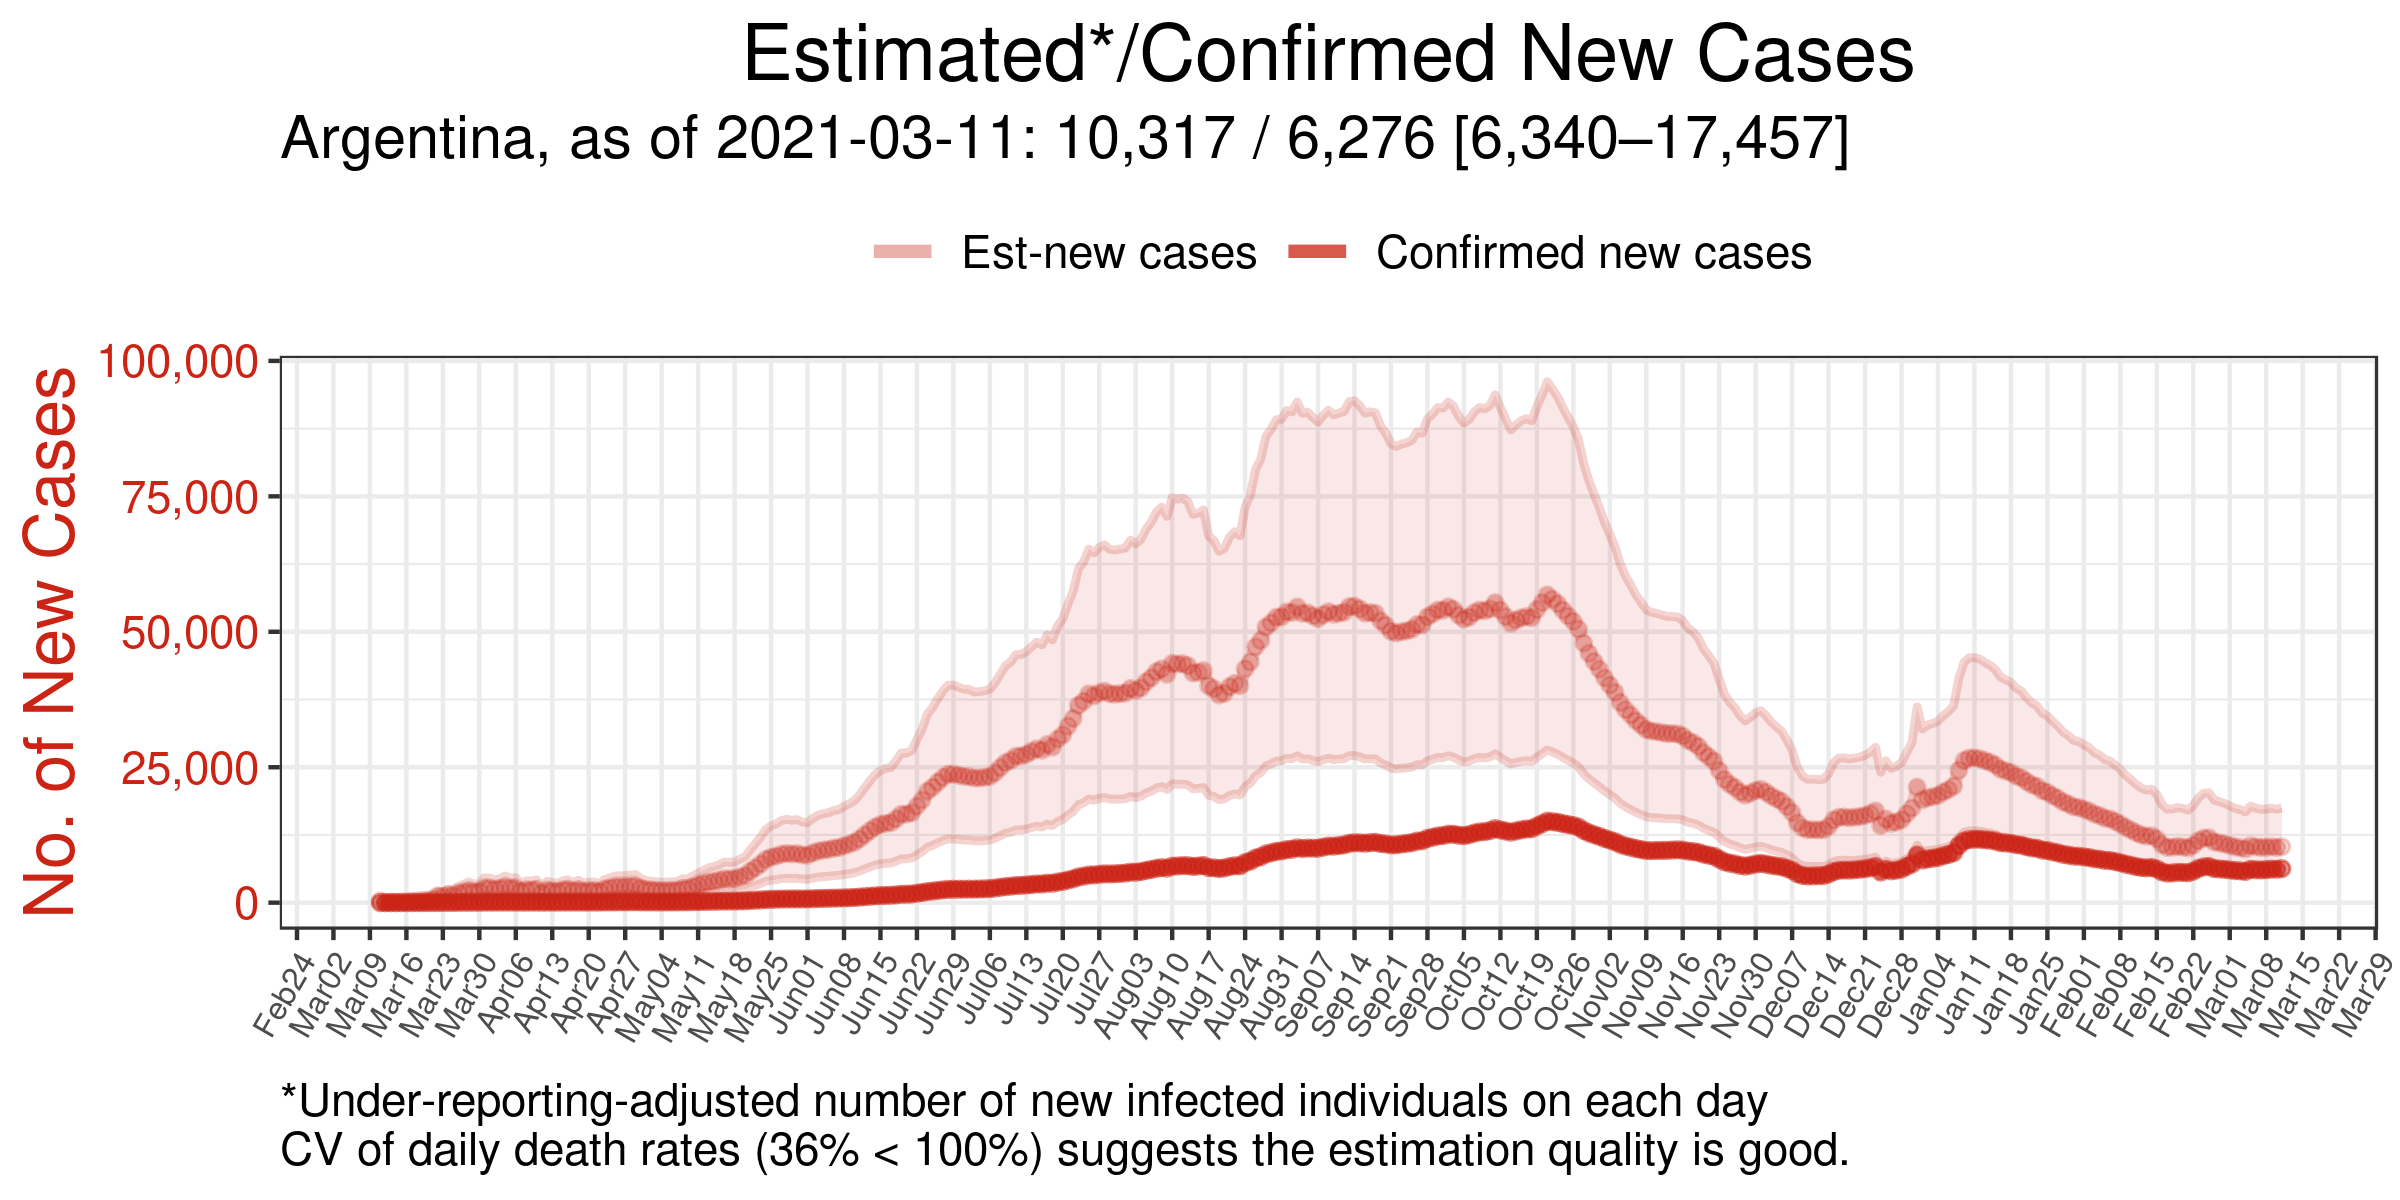 Estimated*/Confirmed New Cases
Argentina, as of 2021-03-11: 10,317 / 6,276 [6,340–17,457]
Est-new cases
Confirmed new cases
No. of New Cases
100,000
75,000
50,000
25,000
0
Feb24
Mar02
Mar09
Mar16
Mar23
Mar30
Apr06
Apr13
Apr20
Apr27
May04
May11
May18
May25
Jun01
Jun08
Jun15
Jun22
Jun29
Jul06
Jul13
Jul20
Jul27
Aug03
Aug10
Aug17
Aug24
Aug31
Sep07
Sep14
Sep21
Sep28
Oct05
Oct12
Oct19
Oct26
Nov02
Nov09
Nov16
Nov23
Nov30
Dec07
Dec14
Dec21
Dec28
Jan04
Jan11
Jan18
Jan25
Feb01
Feb08
Feb15
Feb22
Mar01
Mar08
Mar15
Mar22
Mar29
*Under-reporting-adjusted number of new infected individuals on each day
CV of daily death rates (36% < 100%) suggests the estimation quality is good.